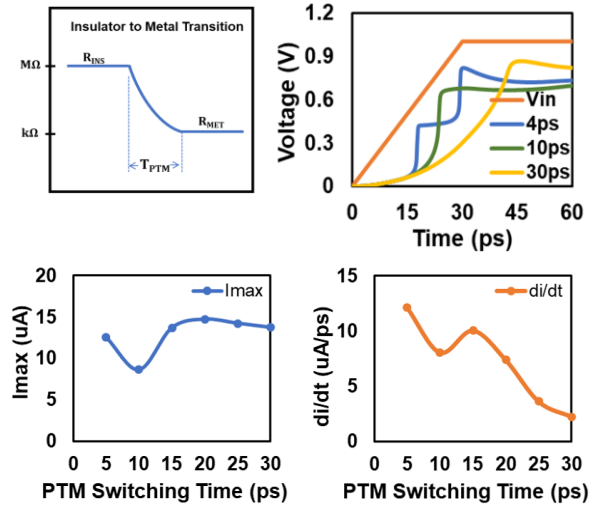 Insulator to Metal Transition
MΩ
R_INS
kΩ
R_MET
T_PTM
Voltage (V)
1.2
0.9
0.6
0.3
0
Vin
4ps
10ps
30ps
0 15 30 45 60
Time (ps)
Imax (uA)
20
15
10
5
0
Imax
0 5 10 15 20 25 30
PTM Switching Time (ps)
di/dt (uA/ps)
15
10
5
0
di/dt
0 5 10 15 20 25 30
PTM Switching Time (ps)